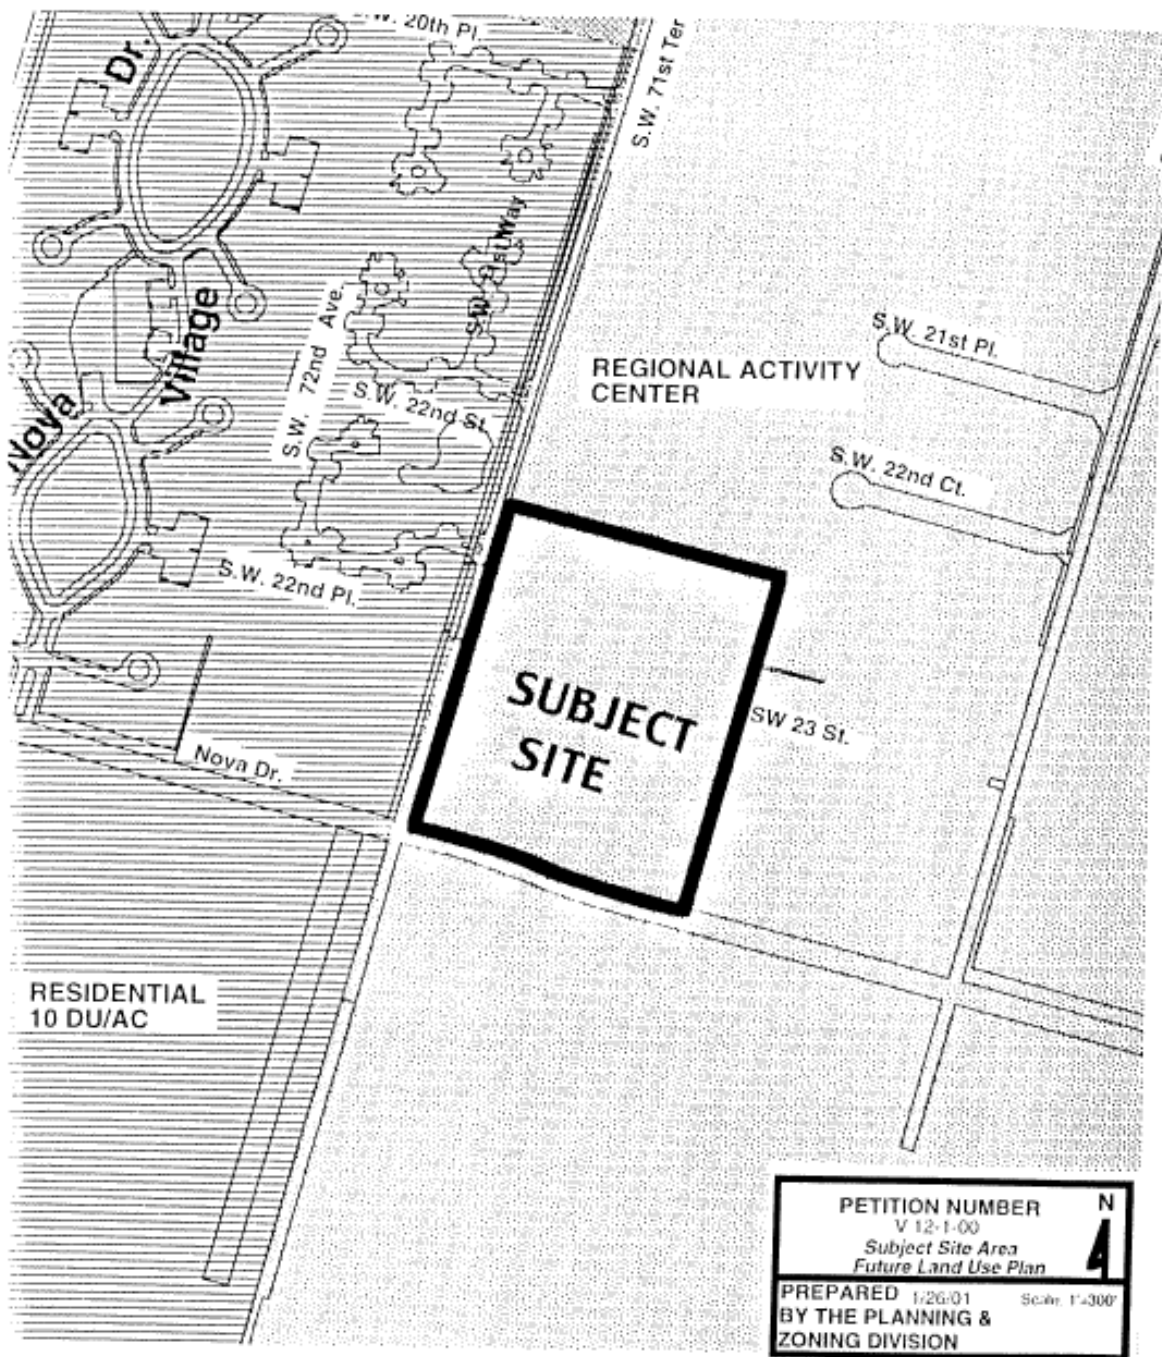 S.W. 20th Pl.
S.W. 71st Ter
Dr.
S.W. 21st Way
S.W. 72nd Ave.
Village
Nova
S.W. 22nd St.
S.W. 21st Pl.
REGIONAL ACTIVITY
CENTER
S.W. 22nd Ct.
S.W. 22nd Pl.
SUBJECT
SITE
SW 23 St.
Nova Dr.
RESIDENTIAL
10 DU/AC
PETITION NUMBER
N
V 12-1-00
Subject Site Area
Future Land Use Plan
PREPARED 1/26/01
Scale: 1"=300'
BY THE PLANNING &
ZONING DIVISION